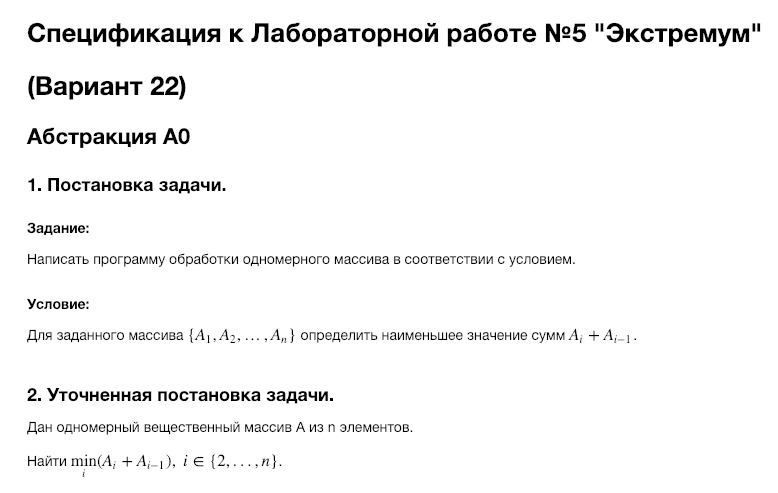 Спецификация к Лабораторной работе №5 "Экстремум"
(Вариант 22)
Абстракция А0
1. Постановка задачи.
Задание:
Написать программу обработки одномерного массива в соответствии с условием.
Условие:
Для заданного массива {A₁, A₂, … , Aₙ} определить наименьшее значение сумм Aᵢ + Aᵢ₋₁.
2. Уточненная постановка задачи.
Дан одномерный вещественный массив А из n элементов.
Найти min(Aᵢ + Aᵢ₋₁), i ∈ {2, … , n}.
i